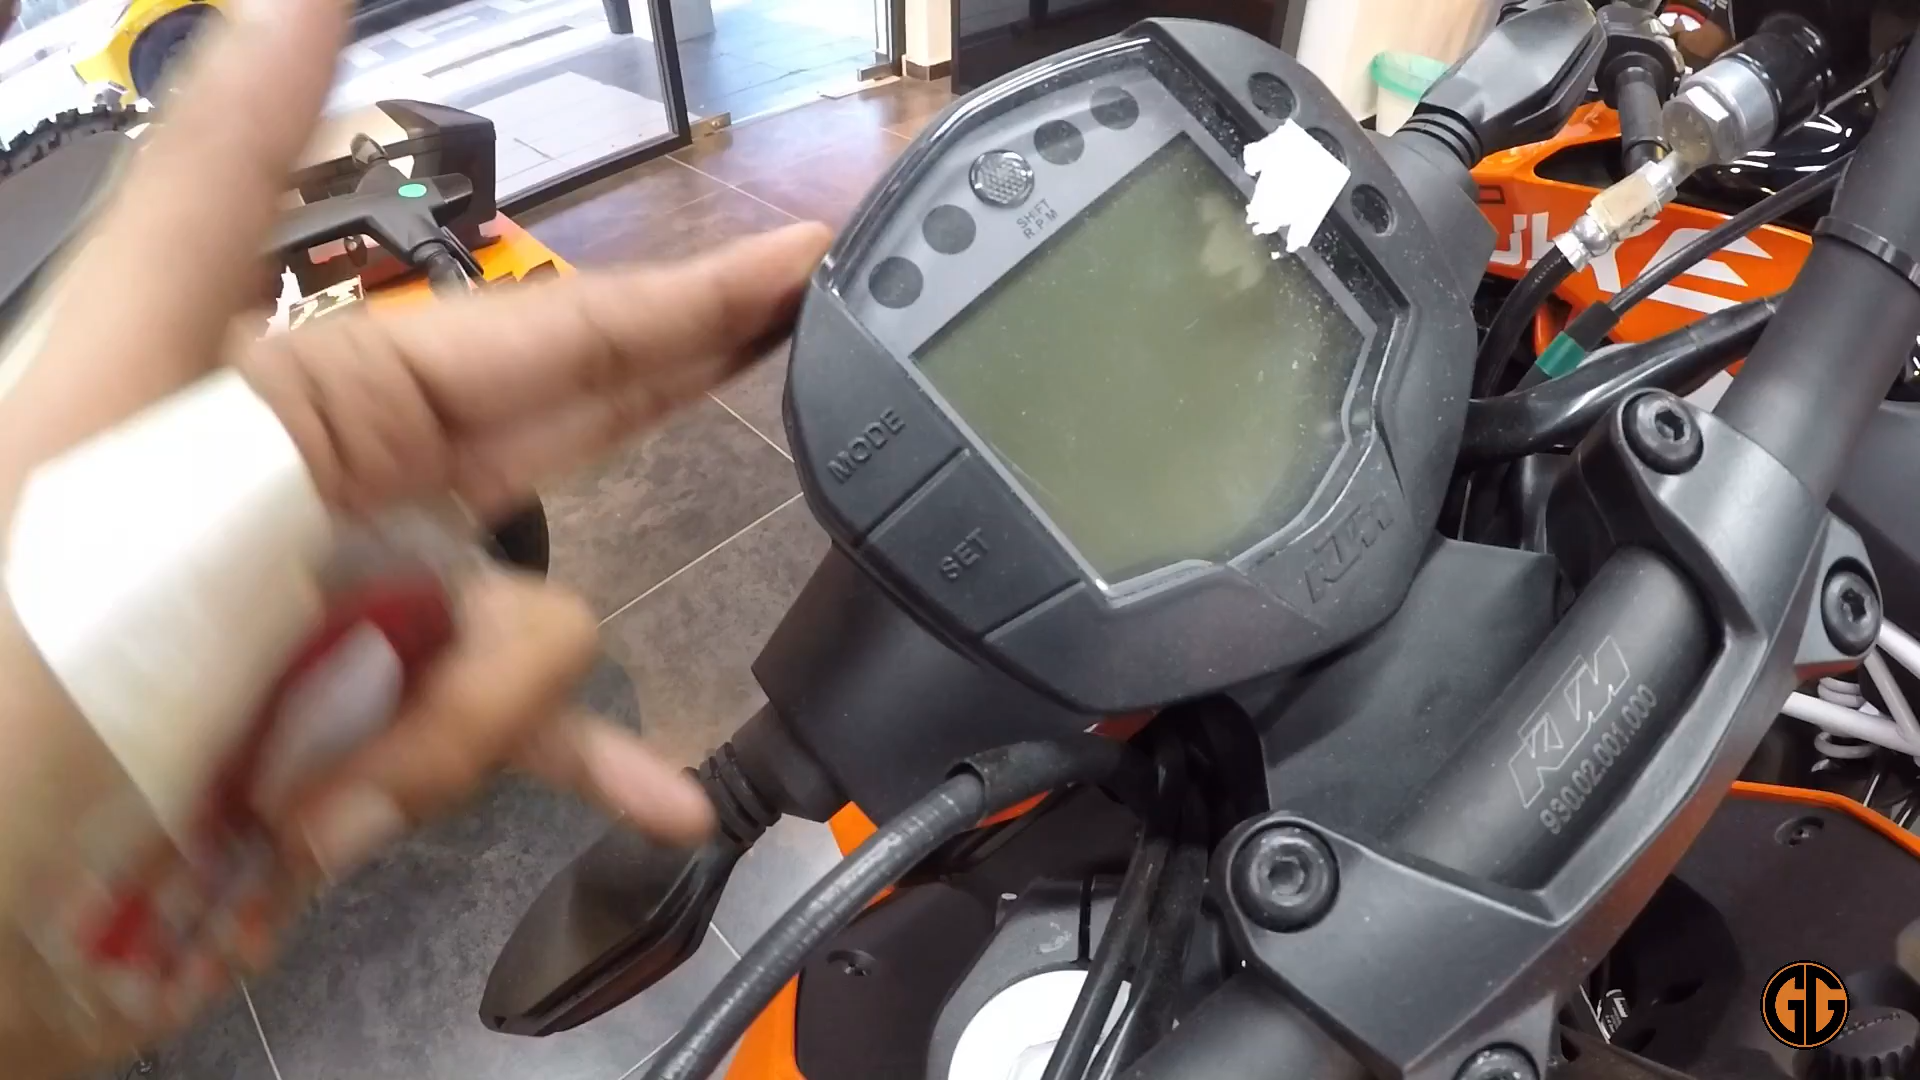 SHIFT
R.P.M
MODE
SET
KTM
KTM
930.02.001.000
GG